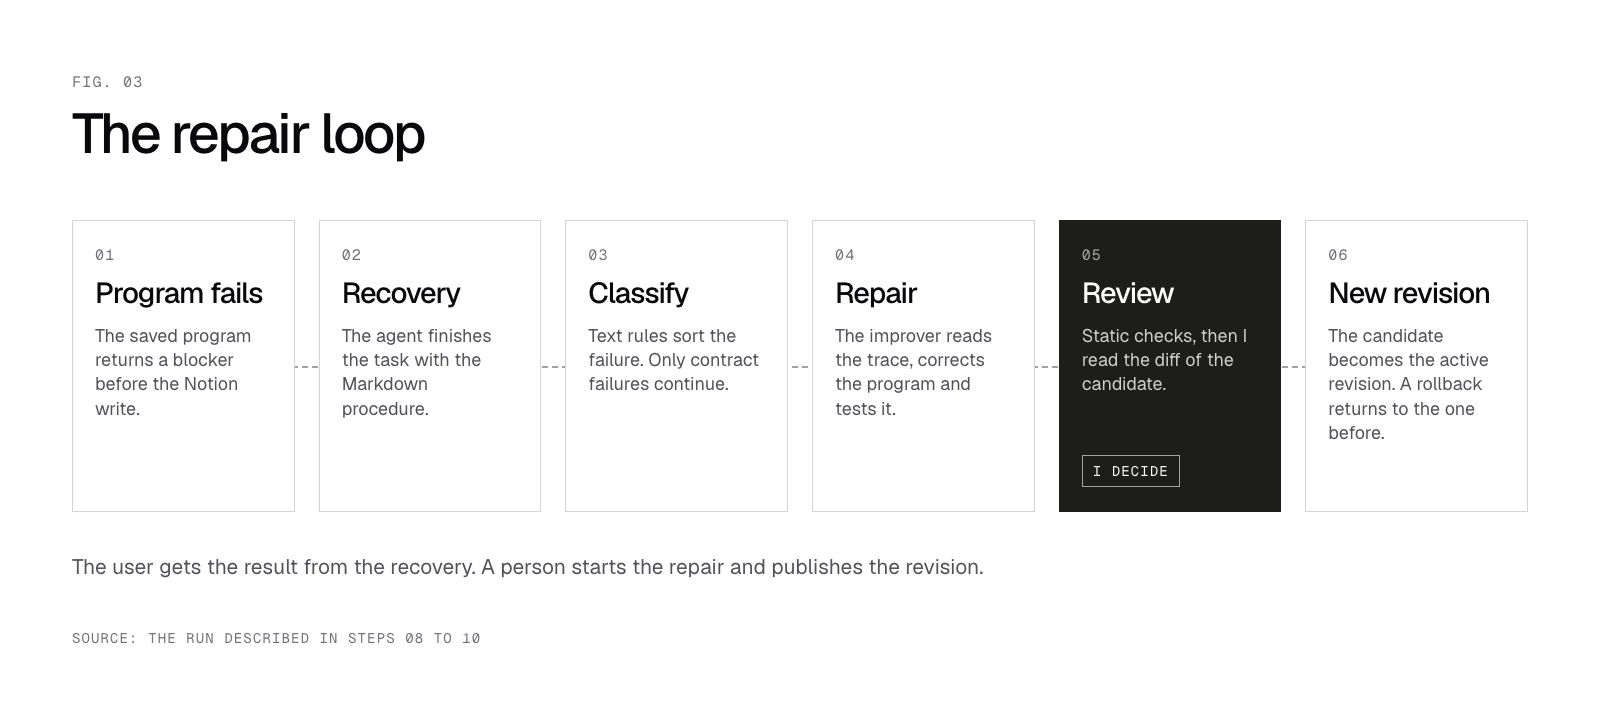 FIG. 03
The repair loop
01
Program fails
The saved program
returns a blocker
before the Notion
write.
02
Recovery
The agent finishes
the task with the
Markdown
procedure.
03
Classify
Text rules sort the
failure. Only contract
failures continue.
04
Repair
The improver reads
the trace, corrects
the program and
tests it.
05
Review
Static checks, then I
read the diff of the
candidate.
I DECIDE
06
New revision
The candidate
becomes the active
revision. A rollback
returns to the one
before.
The user gets the result from the recovery. A person starts the repair and publishes the revision.
SOURCE: THE RUN DESCRIBED IN STEPS 08 TO 10